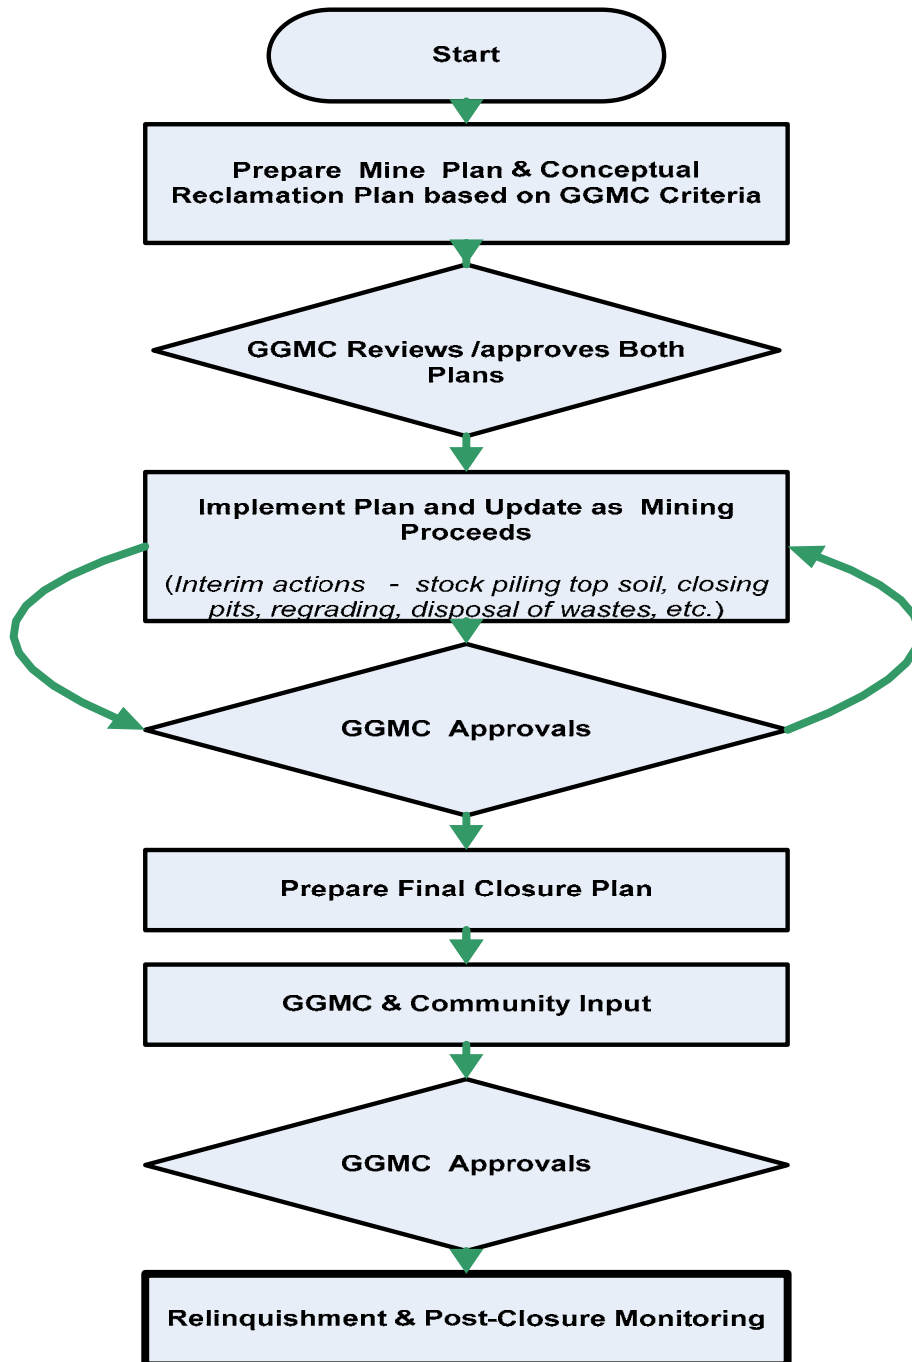 Start
Prepare Mine Plan & Conceptual
Reclamation Plan based on GGMC Criteria
GGMC Reviews /approves Both
Plans
Implement Plan and Update as Mining
Proceeds
(Interim actions - stock piling top soil, closing
pits, regrading, disposal of wastes, etc.)
GGMC Approvals
Prepare Final Closure Plan
GGMC & Community Input
GGMC Approvals
Relinquishment & Post-Closure Monitoring